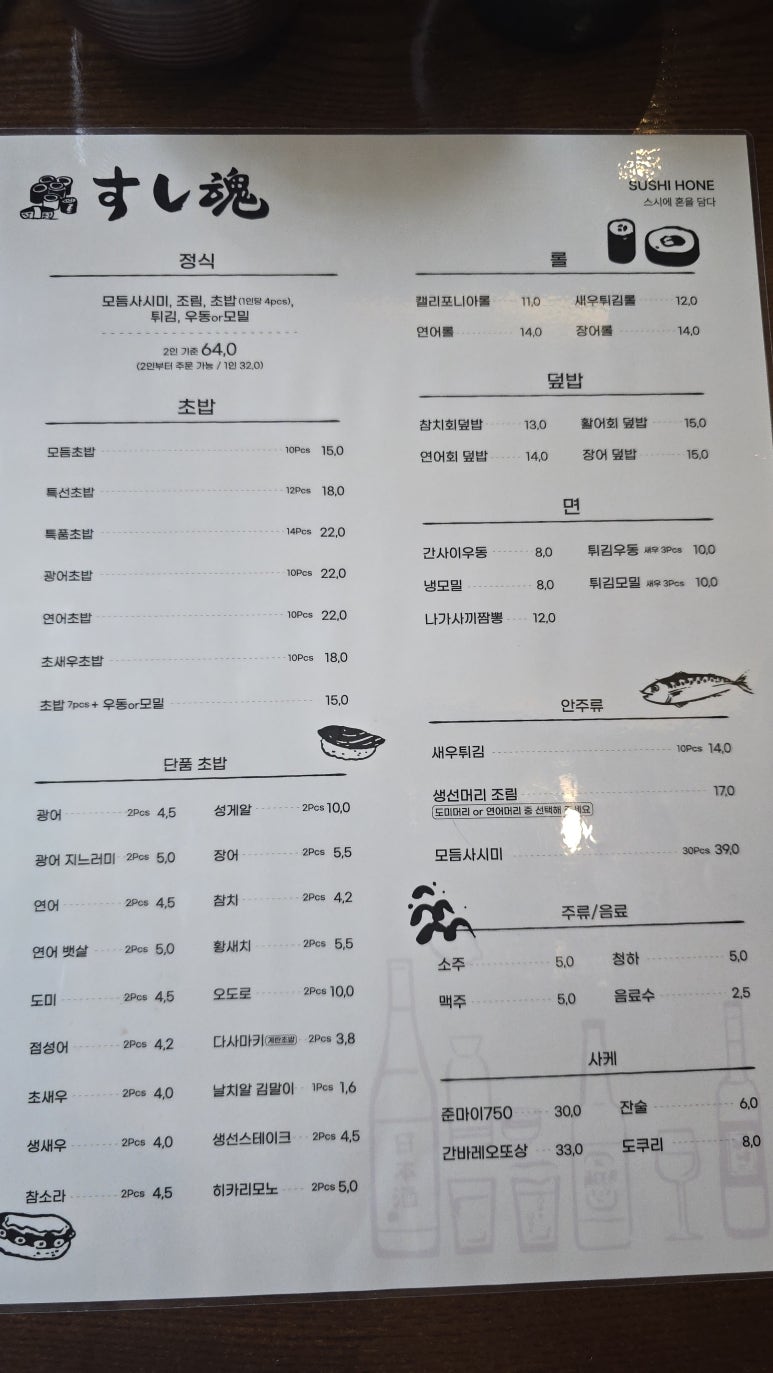 すし魂
SUSHI HONE
스시에 혼을 담다
정식
모듬사시미, 조림, 초밥(1인당 4pcs),
튀김, 우동or모밀
2인 기준 64,0
(2인부터 주문 가능 / 1인 32,0)
초밥
모듬초밥 10Pcs 15,0
특선초밥 12Pcs 18,0
특품초밥 14Pcs 22,0
광어초밥 10Pcs 22,0
연어초밥 10Pcs 22,0
초새우초밥 10Pcs 18,0
초밥 7pcs + 우동or모밀 15,0
단품 초밥
광어 2Pcs 4,5 성게알 2Pcs 10,0
광어 지느러미 2Pcs 5,0 장어 2Pcs 5,5
연어 2Pcs 4,5 참치 2Pcs 4,2
연어 뱃살 2Pcs 5,0 황새치 2Pcs 5,5
도미 2Pcs 4,5 오도로 2Pcs 10,0
점성어 2Pcs 4,2 다사마키 계란초밥 2Pcs 3,8
초새우 2Pcs 4,0 날치알 김말이 1Pcs 1,6
생새우 2Pcs 4,0 생선스테이크 2Pcs 4,5
참소라 2Pcs 4,5 히카리모노 2Pcs 5,0
롤
캘리포니아롤 11,0 새우튀김롤 12,0
연어롤 14,0 장어롤 14,0
덮밥
참치회덮밥 13,0 활어회 덮밥 15,0
연어회 덮밥 14,0 장어 덮밥 15,0
면
간사이우동 8,0 튀김우동 새우 3Pcs 10,0
냉모밀 8,0 튀김모밀 새우 3Pcs 10,0
나가사끼짬뽕 12,0
안주류
새우튀김 10Pcs 14,0
생선머리 조림 17,0
도미머리 or 연어머리 중 선택해
모듬사시미 30Pcs 39,0
주류/음료
소주 5,0 청하 5,0
맥주 5,0 음료수 2,5
사케
준마이750 30,0 잔술 6,0
간바레오또상 33,0 도쿠리 8,0